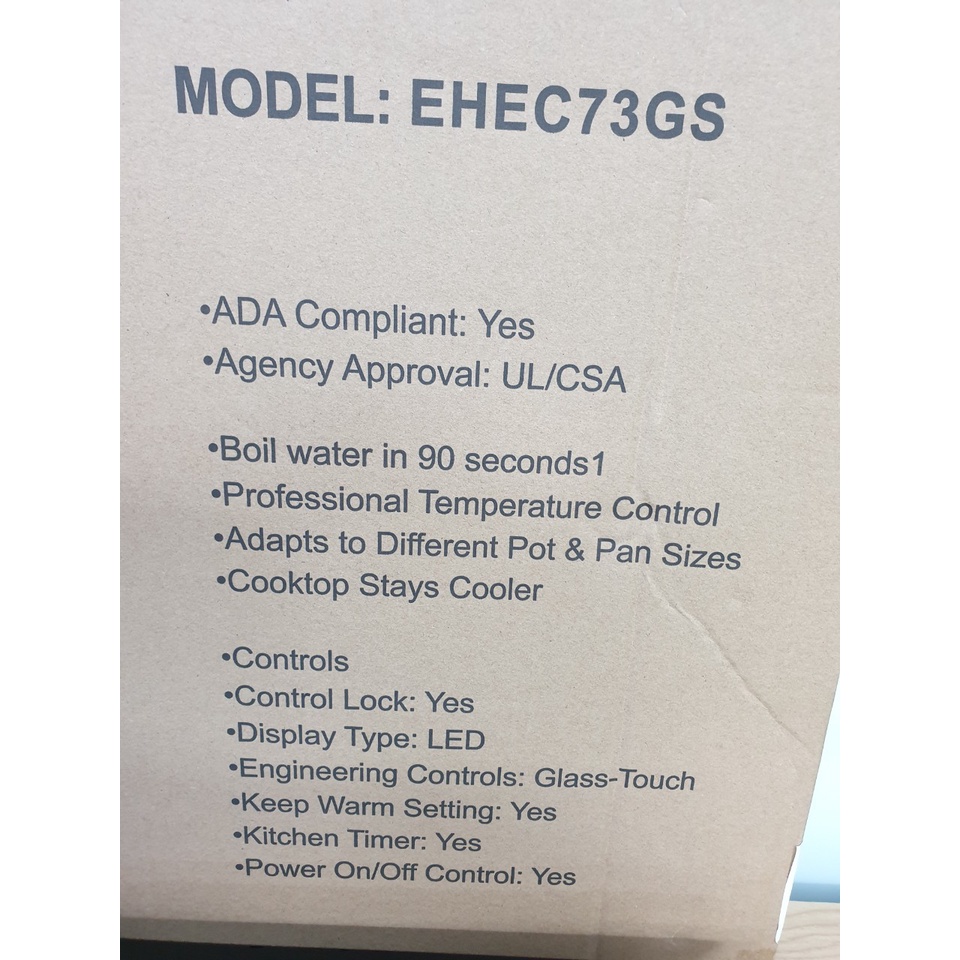 MODEL: EHEC73GS
•ADA Compliant: Yes
•Agency Approval: UL/CSA
•Boil water in 90 seconds1
•Professional Temperature Control
•Adapts to Different Pot & Pan Sizes
•Cooktop Stays Cooler
•Controls
•Control Lock: Yes
•Display Type: LED
•Engineering Controls: Glass-Touch
•Keep Warm Setting: Yes
•Kitchen Timer: Yes
•Power On/Off Control: Yes